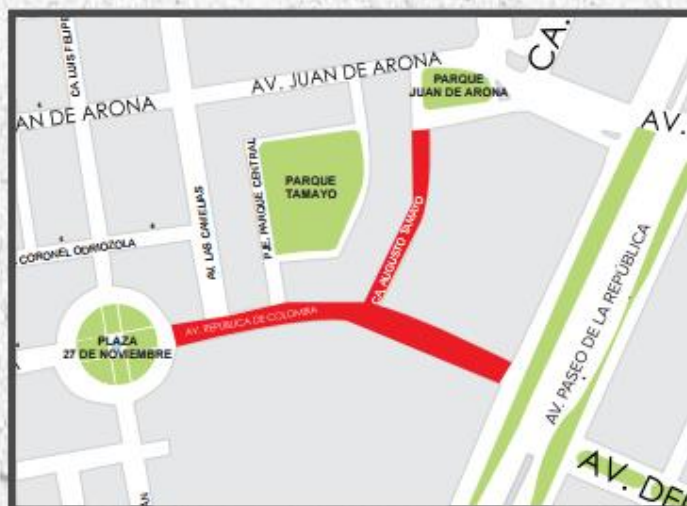 CA LUIS FELIPE
CA.
AV. JUAN DE ARONA
PARQUE
JUAN DE ARONA
AN DE ARONA
AV.
PJE. PARQUE CENTRAL
PARQUE
TAMAYO
AV. LAS CAMELIAS
CA. AUGUSTO TAMAYO
CORONEL ODRIOZOLA
AV. REPÚBLICA DE COLOMBIA
AV. PASEO DE LA REPÚBLICA
PLAZA
27 DE NOVIEMBRE
AV. DE